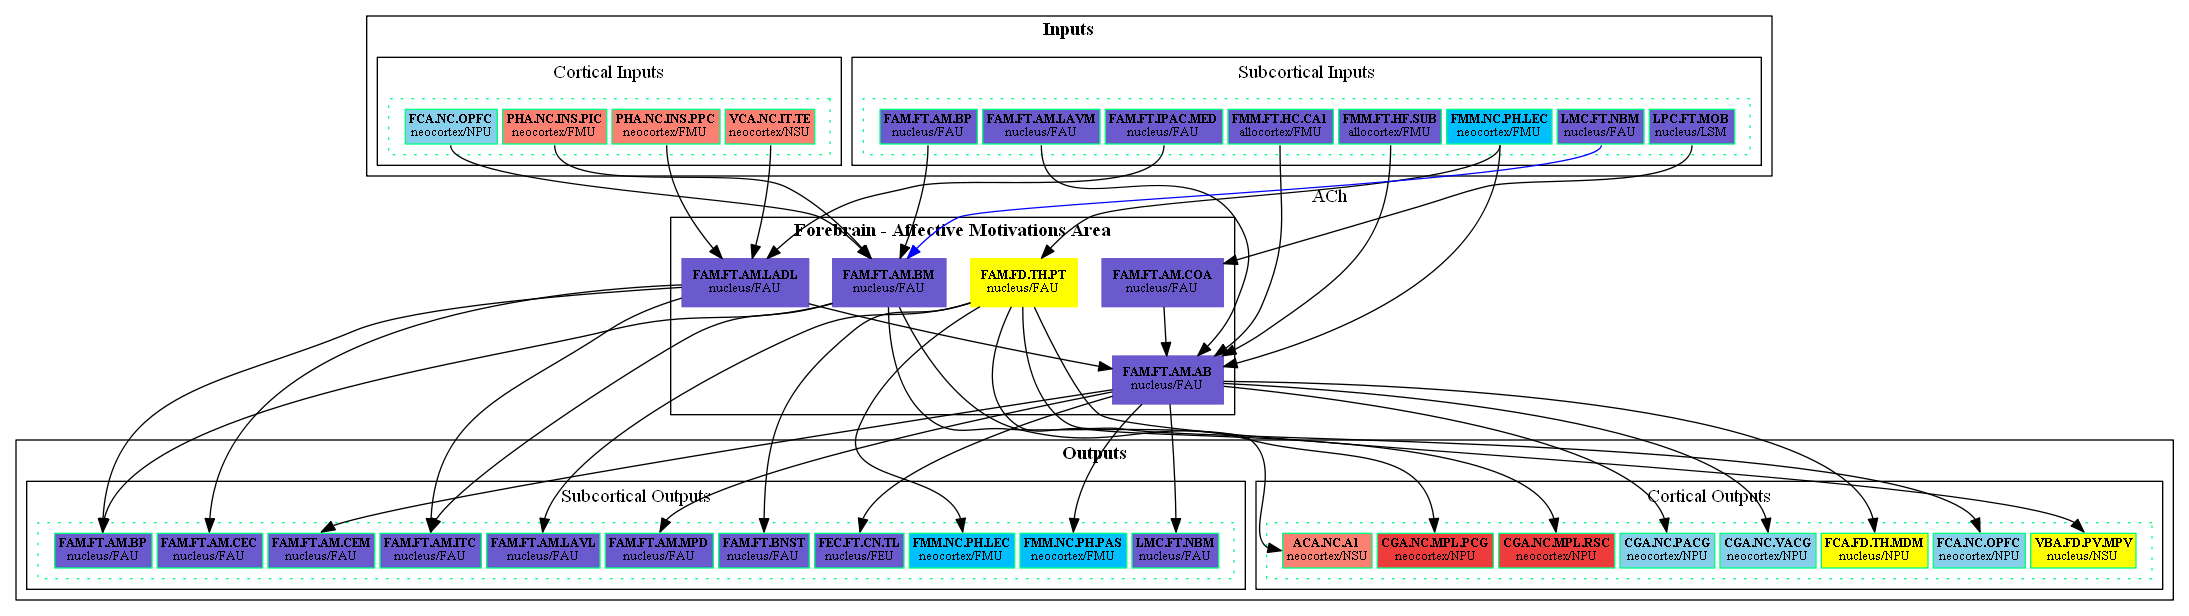 Inputs
Cortical Inputs
Subcortical Inputs
FCA.NC.OPFC
neocortex/NPU
PHA.NC.INS.PIC
neocortex/FMU
PHA.NC.INS.PPC
neocortex/FMU
VCA.NC.IT.TE
neocortex/NSU
FAM.FT.AM.BP
nucleus/FAU
FAM.FT.AM.LAVM
nucleus/FAU
FAM.FT.IPAC.MED
nucleus/FAU
FMM.FT.HC.CA1
allocortex/FMU
FMM.FT.HF.SUB
allocortex/FMU
FMM.NC.PH.LEC
neocortex/FMU
LMC.FT.NBM
nucleus/FAU
LPC.FT.MOB
nucleus/LSM
ACh
Forebrain - Affective Motivations Area
FAM.FT.AM.LADL
nucleus/FAU
FAM.FT.AM.BM
nucleus/FAU
FAM.FD.TH.PT
nucleus/FAU
FAM.FT.AM.COA
nucleus/FAU
FAM.FT.AM.AB
nucleus/FAU
Outputs
Subcortical Outputs
Cortical Outputs
FAM.FT.AM.BP
nucleus/FAU
FAM.FT.AM.CEC
nucleus/FAU
FAM.FT.AM.CEM
nucleus/FAU
FAM.FT.AM.ITC
nucleus/FAU
FAM.FT.AM.LAVL
nucleus/FAU
FAM.FT.AM.MPD
nucleus/FAU
FAM.FT.BNST
nucleus/FAU
FEC.FT.CN.TL
nucleus/FEU
FMM.NC.PH.LEC
neocortex/FMU
FMM.NC.PH.PAS
neocortex/FMU
LMC.FT.NBM
nucleus/FAU
ACA.NC.A1
neocortex/NSU
CGA.NC.MPL.PCG
neocortex/NPU
CGA.NC.MPL.RSC
neocortex/NPU
CGA.NC.PACG
neocortex/NPU
CGA.NC.VACG
neocortex/NPU
FCA.FD.TH.MDM
nucleus/NPU
FCA.NC.OPFC
neocortex/NPU
VBA.FD.PV.MPV
nucleus/NSU